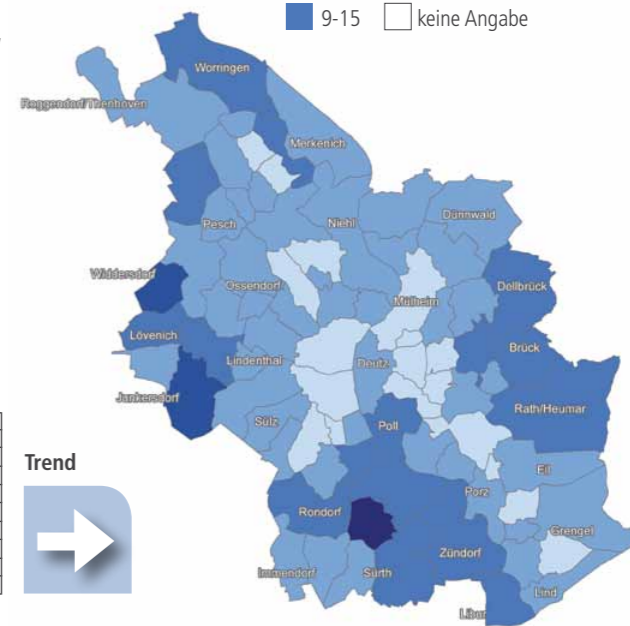 9-15 keine Angabe
Worringen
Roggendorf/Thenhoven
Merkenich
Dünnwald
Pesch
Niehl
Widdersdorf
Ossendorf
Dellbrück
Mülheim
Lövenich
Brück
Lindenthal
Deutz
Junkersdorf
Rath/Heumar
Sülz
Poll
Trend
Eil
Porz
Rondorf
Grengel
Zündorf
Immendorf
Sürth
Lind
Libur